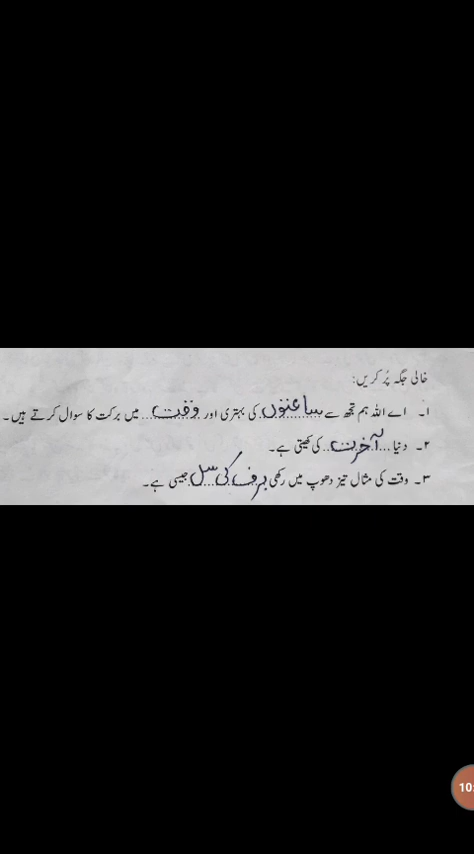 خالی جگہ پُر کریں:
۱۔ اے اللہ ہم تجھ سے ساعتوں کی بہتری اور وقت میں برکت کا سوال کرتے ہیں۔
۲۔ دنیا آخرت کی کھیتی ہے۔
۳۔ وقت کی مثال تیز دھوپ میں رکھی برف کی سل جیسی ہے۔